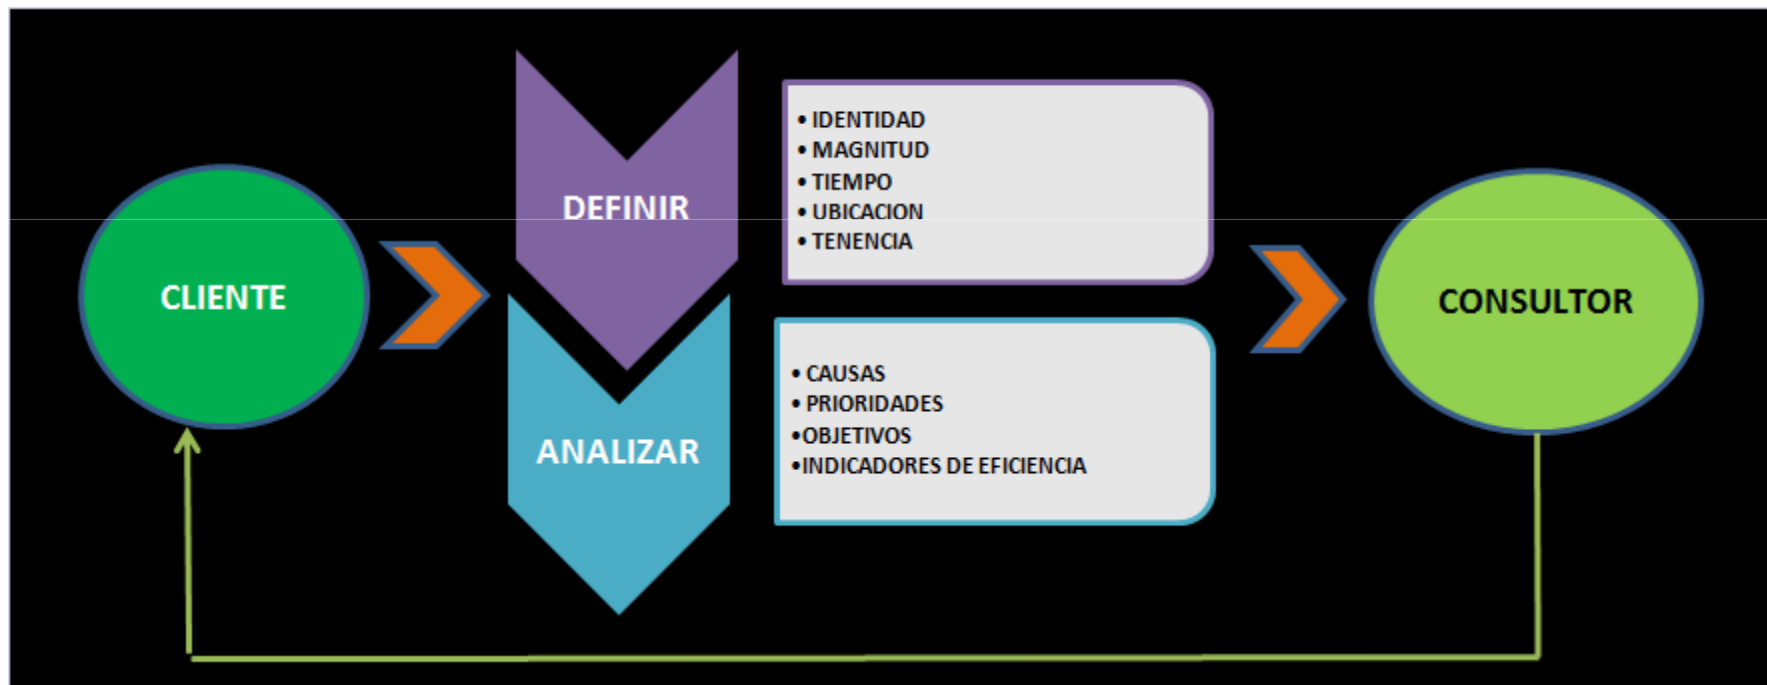 CLIENTE
DEFINIR
• IDENTIDAD
• MAGNITUD
• TIEMPO
• UBICACION
• TENENCIA
ANALIZAR
• CAUSAS
• PRIORIDADES
•OBJETIVOS
•INDICADORES DE EFICIENCIA
CONSULTOR